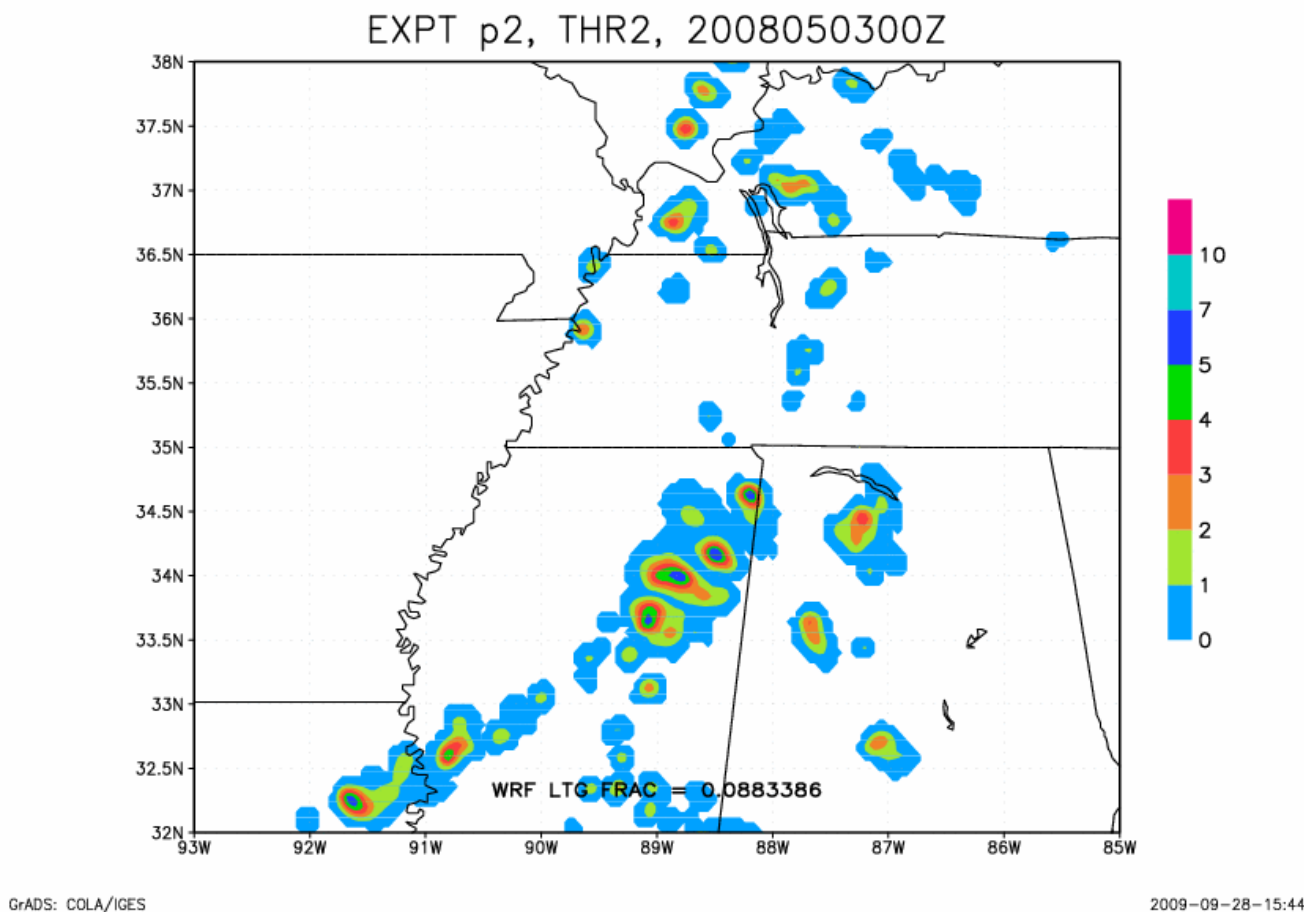 EXPT p2, THR2, 2008050300Z
38N
37.5N
37N
36.5N
36N
35.5N
35N
34.5N
34N
33.5N
33N
32.5N
32N
93W 92W 91W 90W 89W 88W 87W 86W 85W
10
7
5
4
3
2
1
0
WRF LTG FRAC = 0.0883386
GrADS: COLA/IGES
2009-09-28-15:44